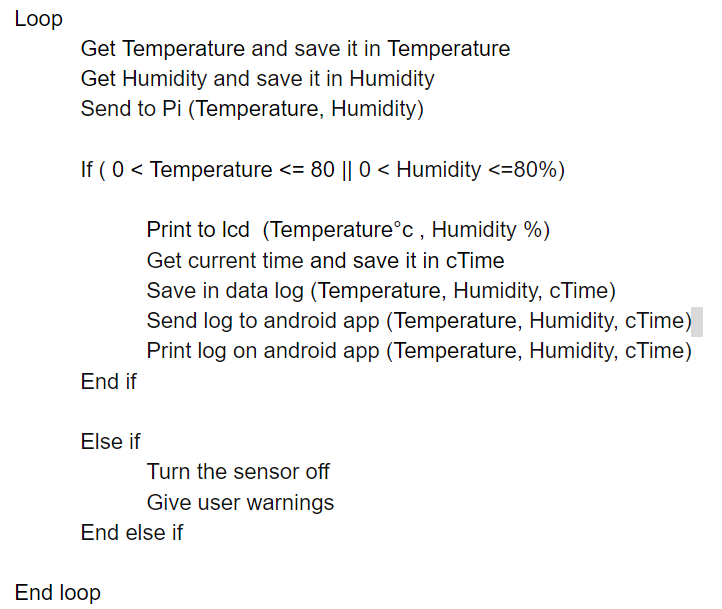 Loop
Get Temperature and save it in Temperature
Get Humidity and save it in Humidity
Send to Pi (Temperature, Humidity)
If ( 0 < Temperature <= 80 || 0 < Humidity <=80%)
Print to lcd  (Temperature°c , Humidity %)
Get current time and save it in cTime
Save in data log (Temperature, Humidity, cTime)
Send log to android app (Temperature, Humidity, cTime)
Print log on android app (Temperature, Humidity, cTime)
End if
Else if
Turn the sensor off
Give user warnings
End else if
End loop